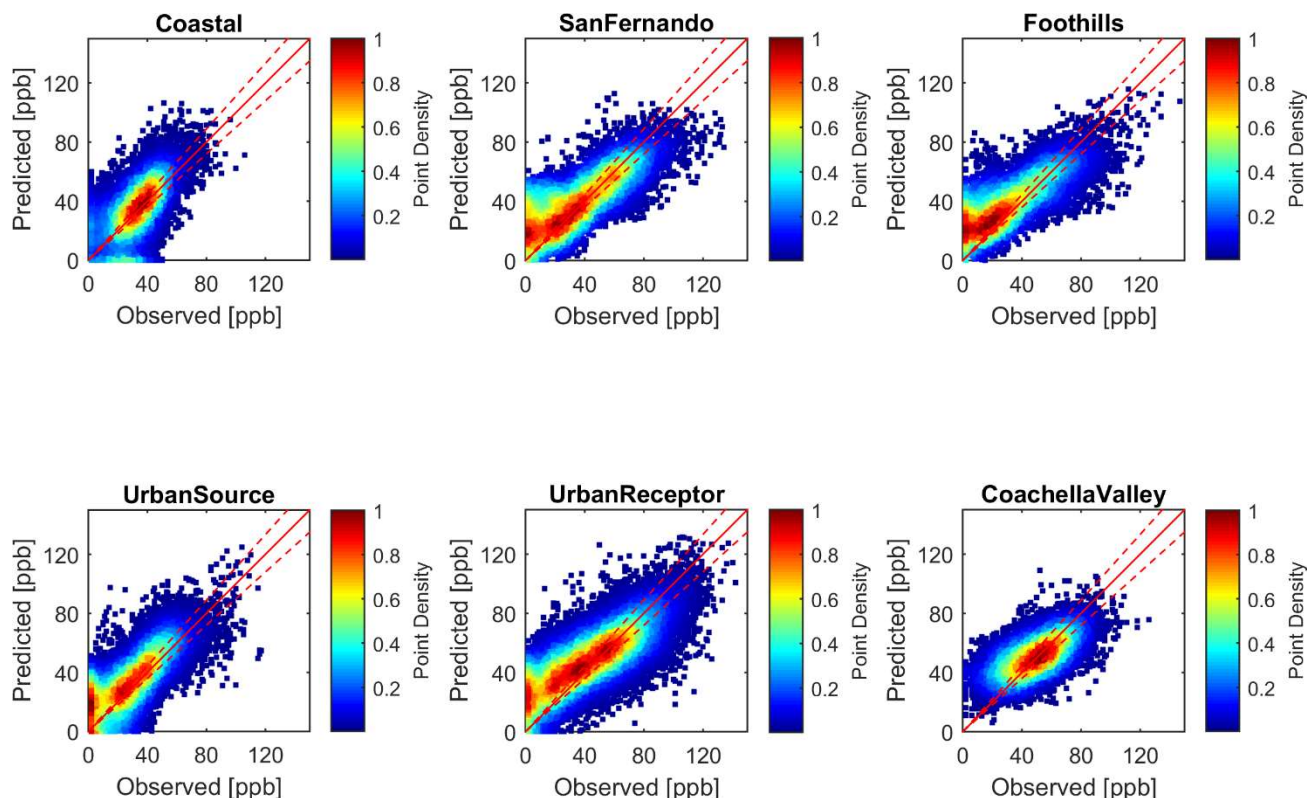 Coastal
Predicted [ppb]
120
80
40
0
0 40 80 120
Observed [ppb]
1
0.8
0.6
0.4
0.2
Point Density
SanFernando
Predicted [ppb]
120
80
40
0
0 40 80 120
Observed [ppb]
1
0.8
0.6
0.4
0.2
Point Density
Foothills
Predicted [ppb]
120
80
40
0
0 40 80 120
Observed [ppb]
1
0.8
0.6
0.4
0.2
Point Density
UrbanSource
Predicted [ppb]
120
80
40
0
0 40 80 120
Observed [ppb]
1
0.8
0.6
0.4
0.2
Point Density
UrbanReceptor
Predicted [ppb]
120
80
40
0
0 40 80 120
Observed [ppb]
1
0.8
0.6
0.4
0.2
Point Density
CoachellaValley
Predicted [ppb]
120
80
40
0
0 40 80 120
Observed [ppb]
1
0.8
0.6
0.4
0.2
Point Density